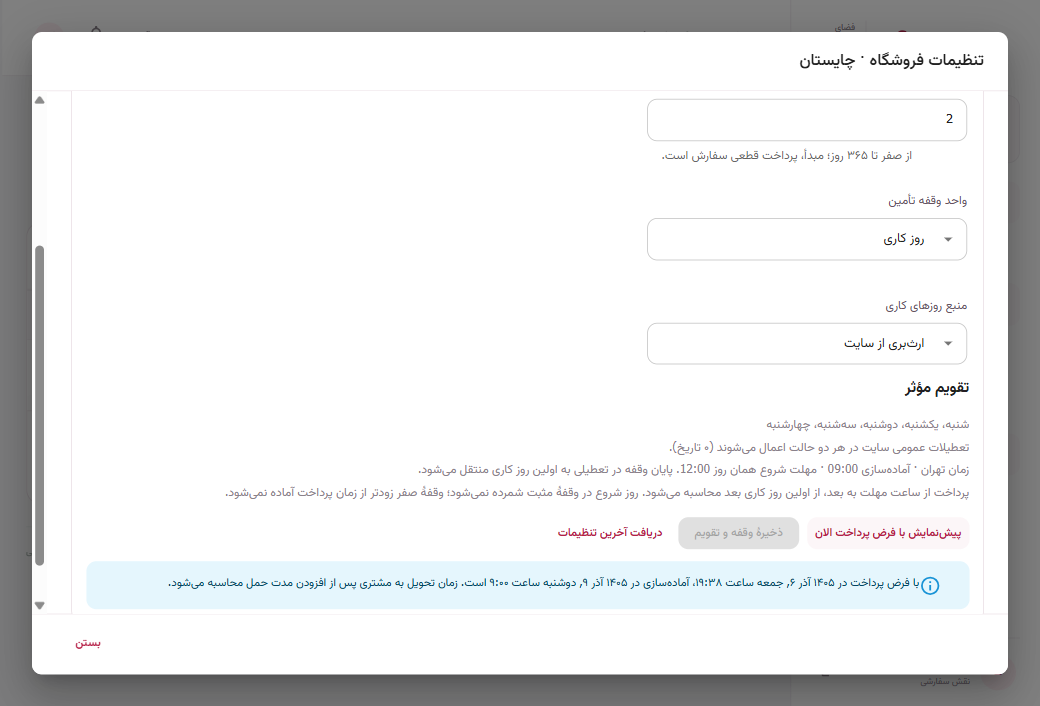 فضای
تنظیمات فروشگاه · چایستان
2
از صفر تا ۳۶۵ روز؛ مبدأ، پرداخت قطعی سفارش است.
واحد وقفه تأمین
روز کاری
منبع روزهای کاری
ارث‌بری از سایت
تقویم مؤثر
شنبه، یکشنبه، دوشنبه، سه‌شنبه، چهارشنبه
تعطیلات عمومی سایت در هر دو حالت اعمال می‌شوند (۰ تاریخ).
زمان تهران · آماده‌سازی 09:00 · مهلت شروع همان روز 12:00. پایان وقفه در تعطیلی به اولین روز کاری منتقل می‌شود.
پرداخت از ساعت مهلت به بعد، از اولین روز کاری بعد محاسبه می‌شود. روز شروع در وقفهٔ مثبت شمرده نمی‌شود؛ وقفهٔ صفر زودتر از زمان پرداخت آماده نمی‌شود.
پیش‌نمایش با فرض پرداخت الان
ذخیرهٔ وقفه و تقویم
دریافت آخرین تنظیمات
با فرض پرداخت در ۱۴۰۵ آذر ۶, جمعه ساعت ۱۹:۳۸، آماده‌سازی در ۱۴۰۵ آذر ۹, دوشنبه ساعت ۹:۰۰ است. زمان تحویل به مشتری پس از افزودن مدت حمل محاسبه می‌شود.
بستن
نقش سفارشی